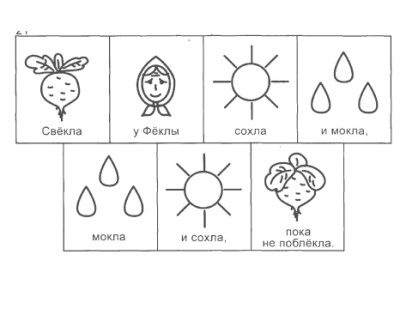 Свёкла
у Фёклы
сохла
и мокла,
мокла
и сохла,
пока
не поблёкла.